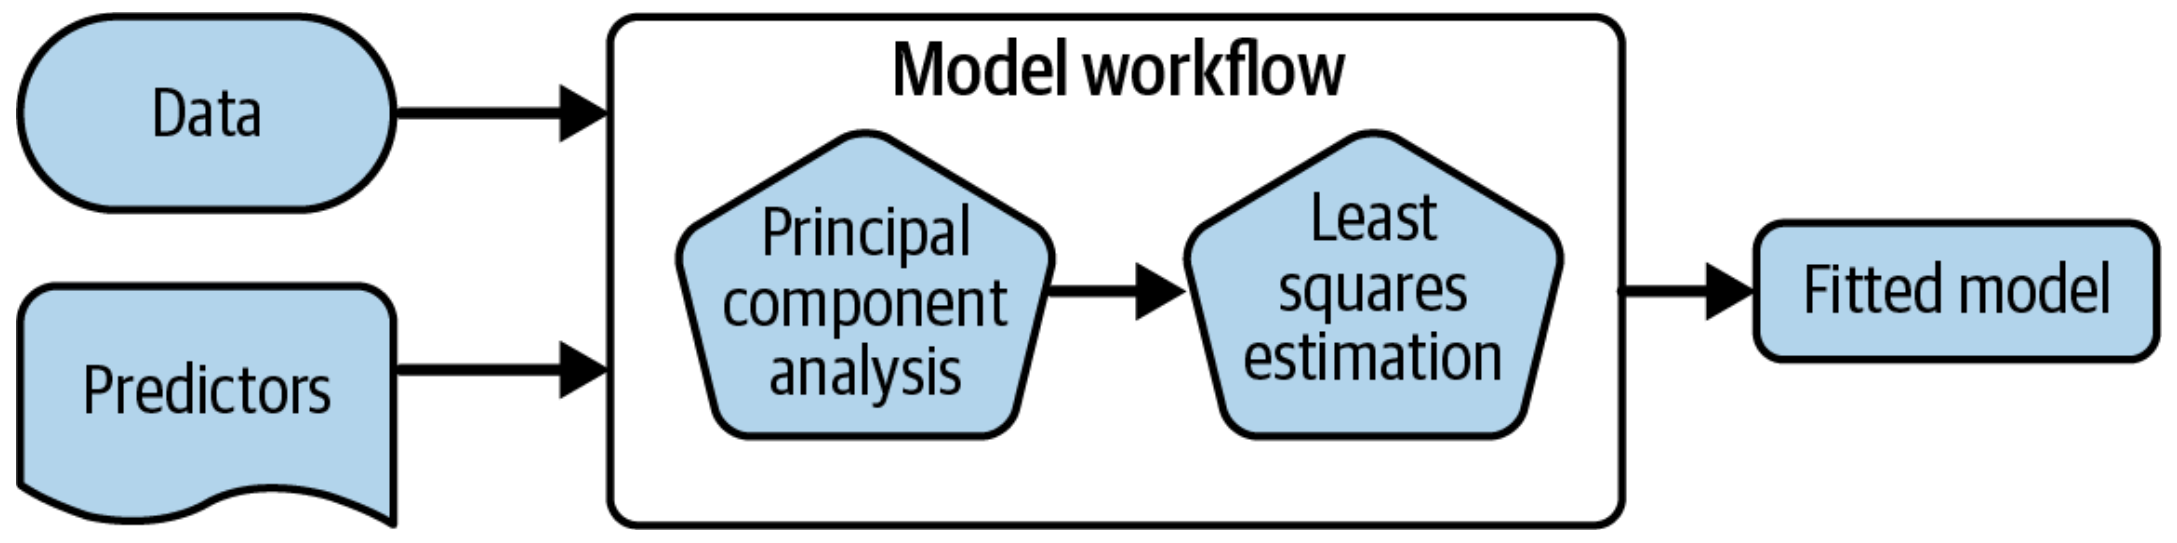 Data
Predictors
Model workflow
Principal
component
analysis
Least
squares
estimation
Fitted model